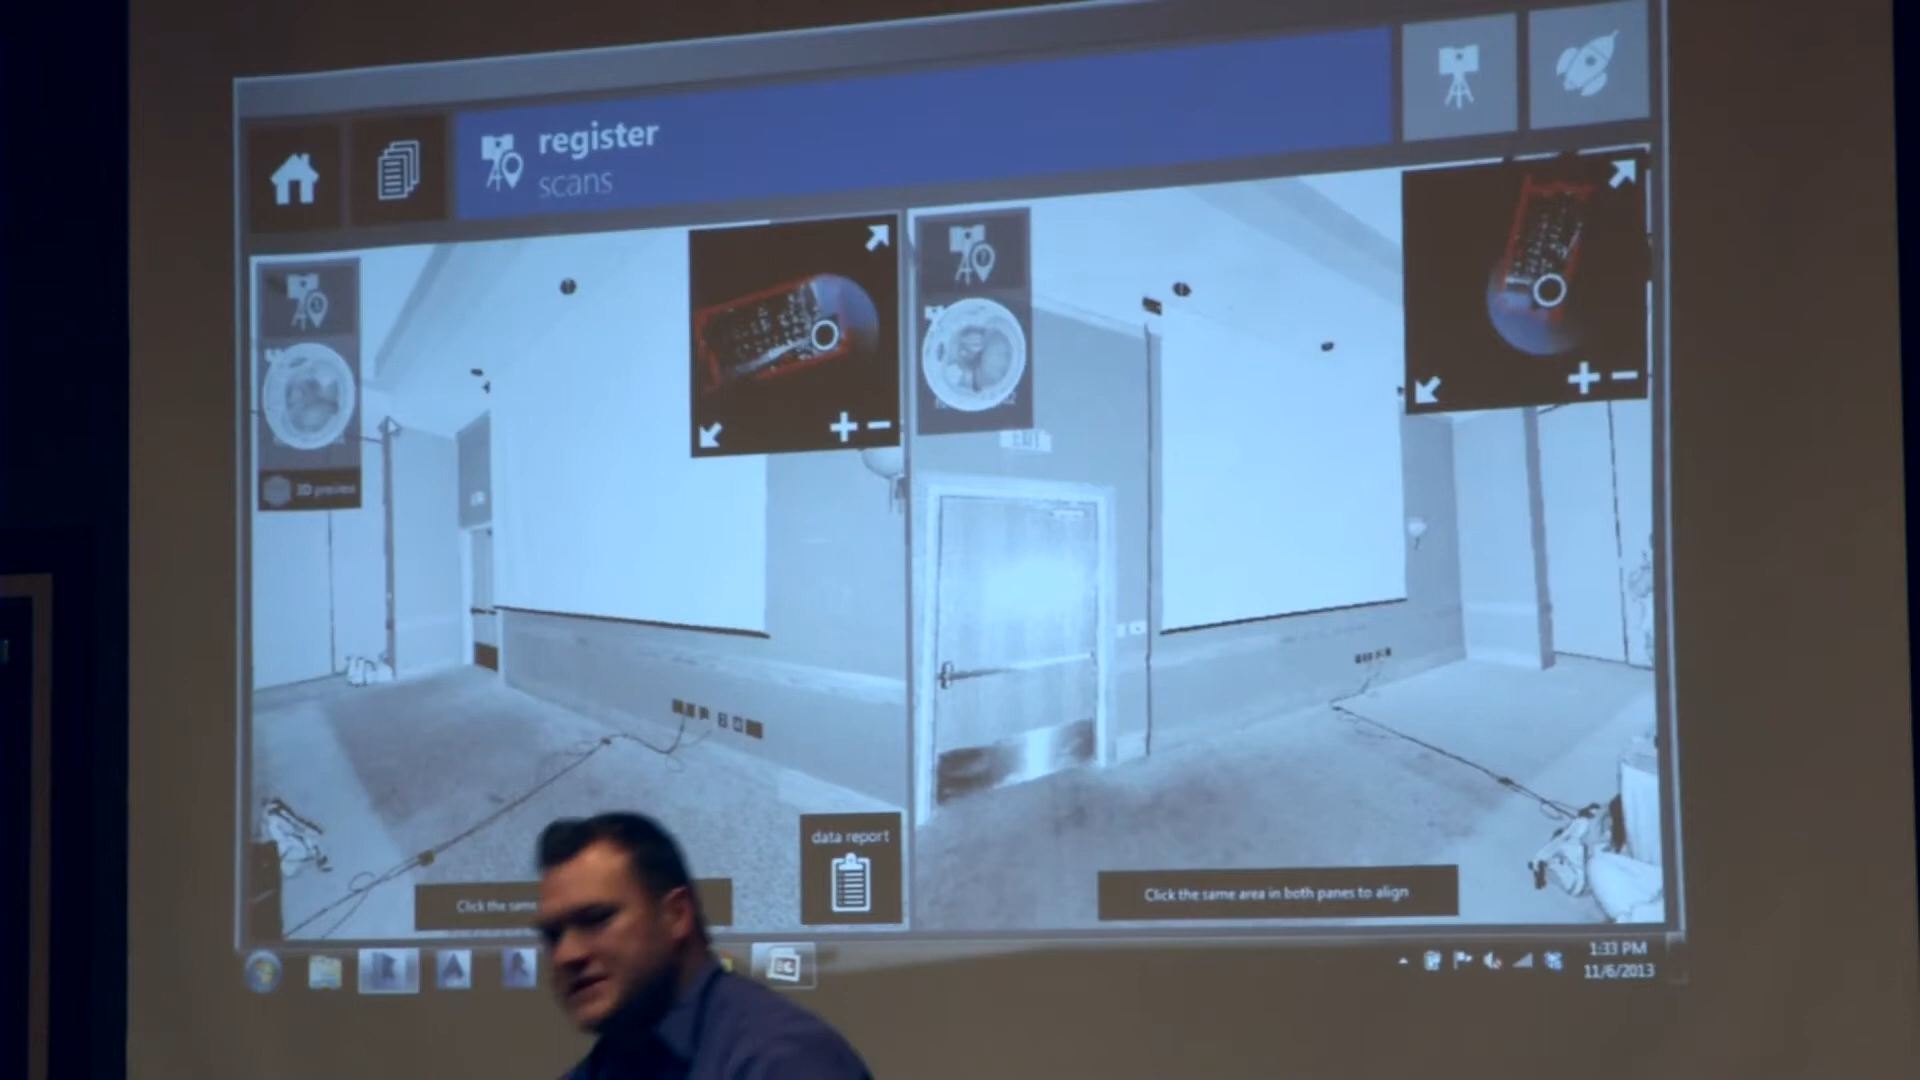 register
scans
EXIT
3D preview
data report
Click the same
Click the same area in both panes to align
1:33 PM
11/6/2013